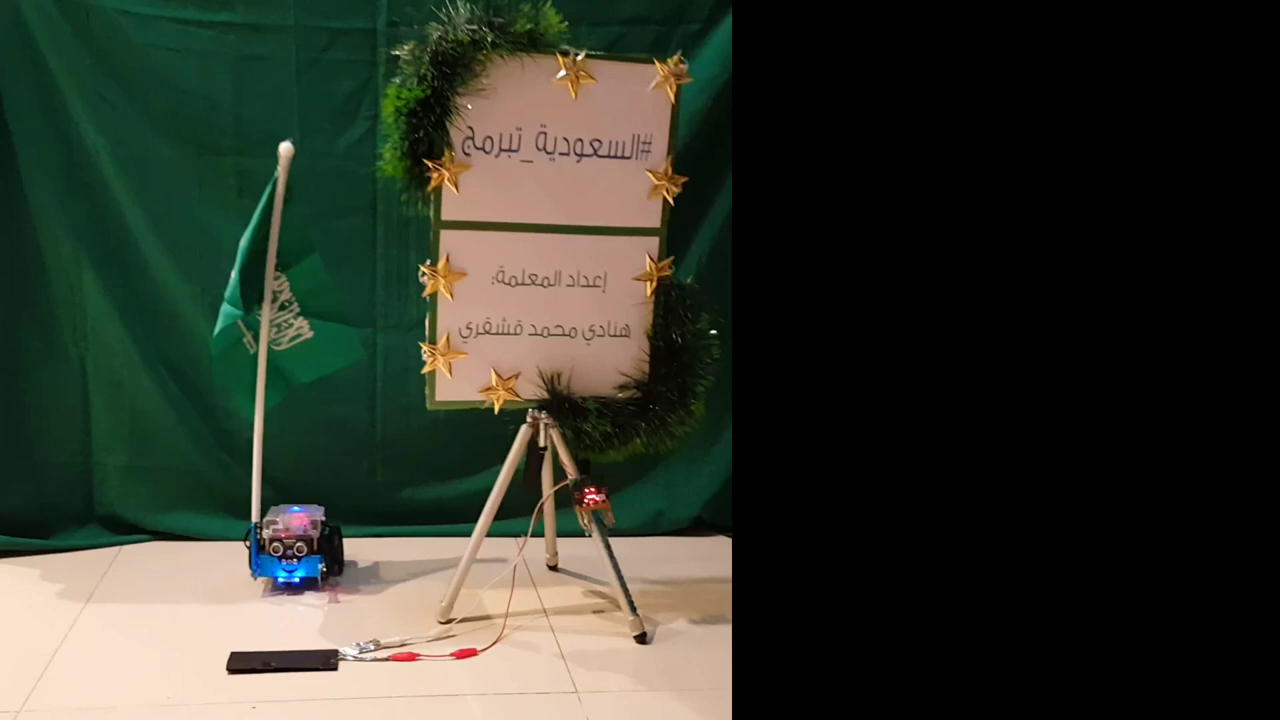 #السعودية_تبرمج
إعداد المعلمة:
هنادي محمد قشقري